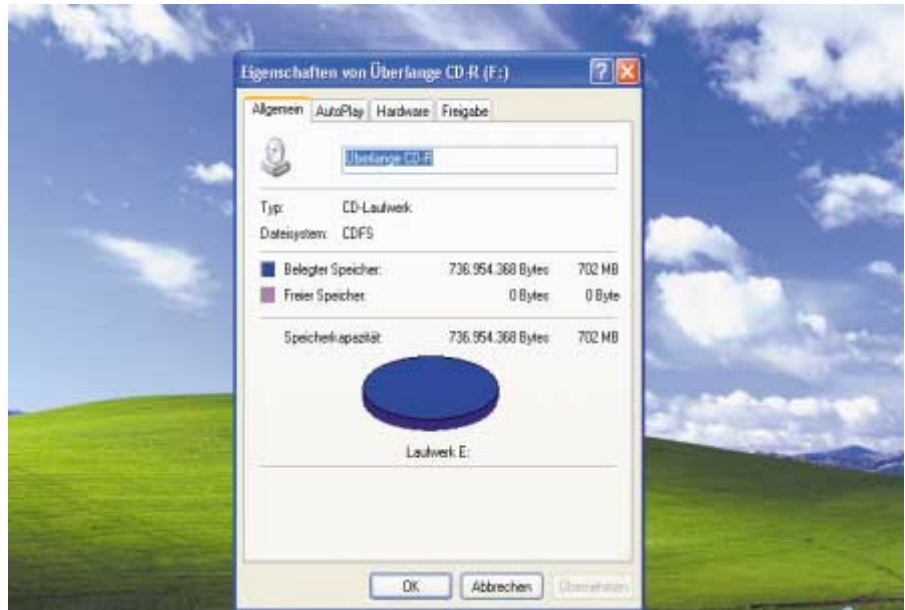 Eigenschaften von Überlange CD-R (F:)
Allgemein AutoPlay Hardware Freigabe
Überlange CD-R
Typ: CD-Laufwerk
Dateisystem: CDFS
Belegter Speicher: 736.954.368 Bytes 702 MB
Freier Speicher: 0 Bytes 0 Byte
Speicherkapazität: 736.954.368 Bytes 702 MB
Laufwerk E:
OK Abbrechen Übernehmen